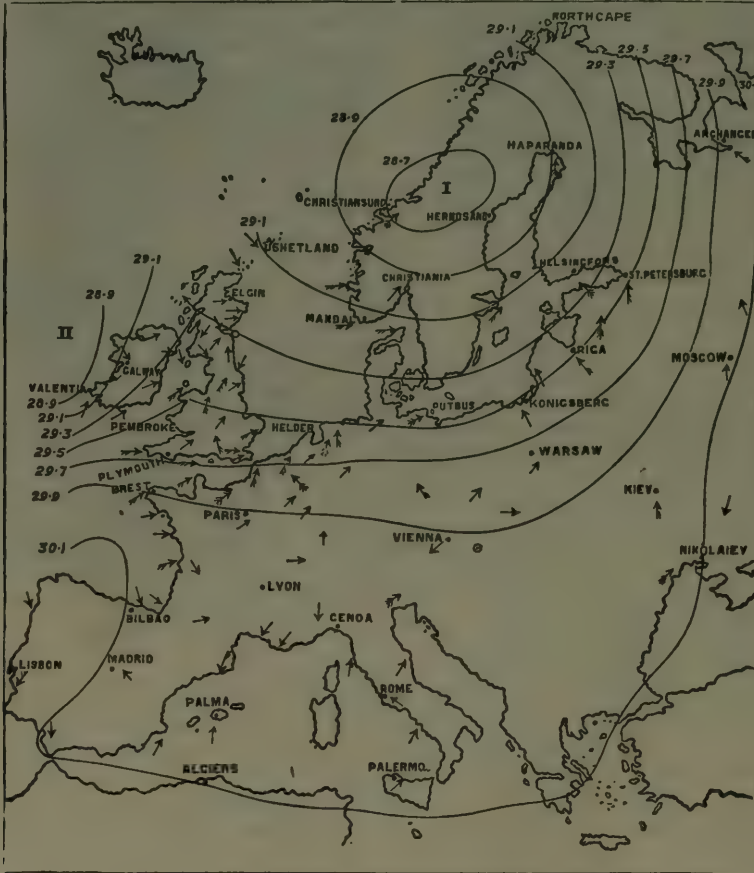 NORTH CAPE
29·1
29·5
29·3
29·7
29·9
30·
ARCHANGEL
28·9
28·7
HAPARANDA
I
CHRISTIANSUND
HERNOSAND
29·1
SHETLAND
HELSINGFORS
ST. PETERSBURG
CHRISTIANIA
29·1
28·9
ELGIN
MANDAL
II
GALWAY
RIGA
MOSCOW
VALENTIA
28·9
29·1
29·3
PEMBROKE
HELDER
PUTBUS
KONIGSBERG
29·5
WARSAW
29·7
PLYMOUTH
BREST
KIEV
29·9
PARIS
VIENNA
30·1
NIKOLAIEV
LYON
BILBAO
GENOA
LISBON
MADRID
ROME
PALMA
ALGIERS
PALERMO